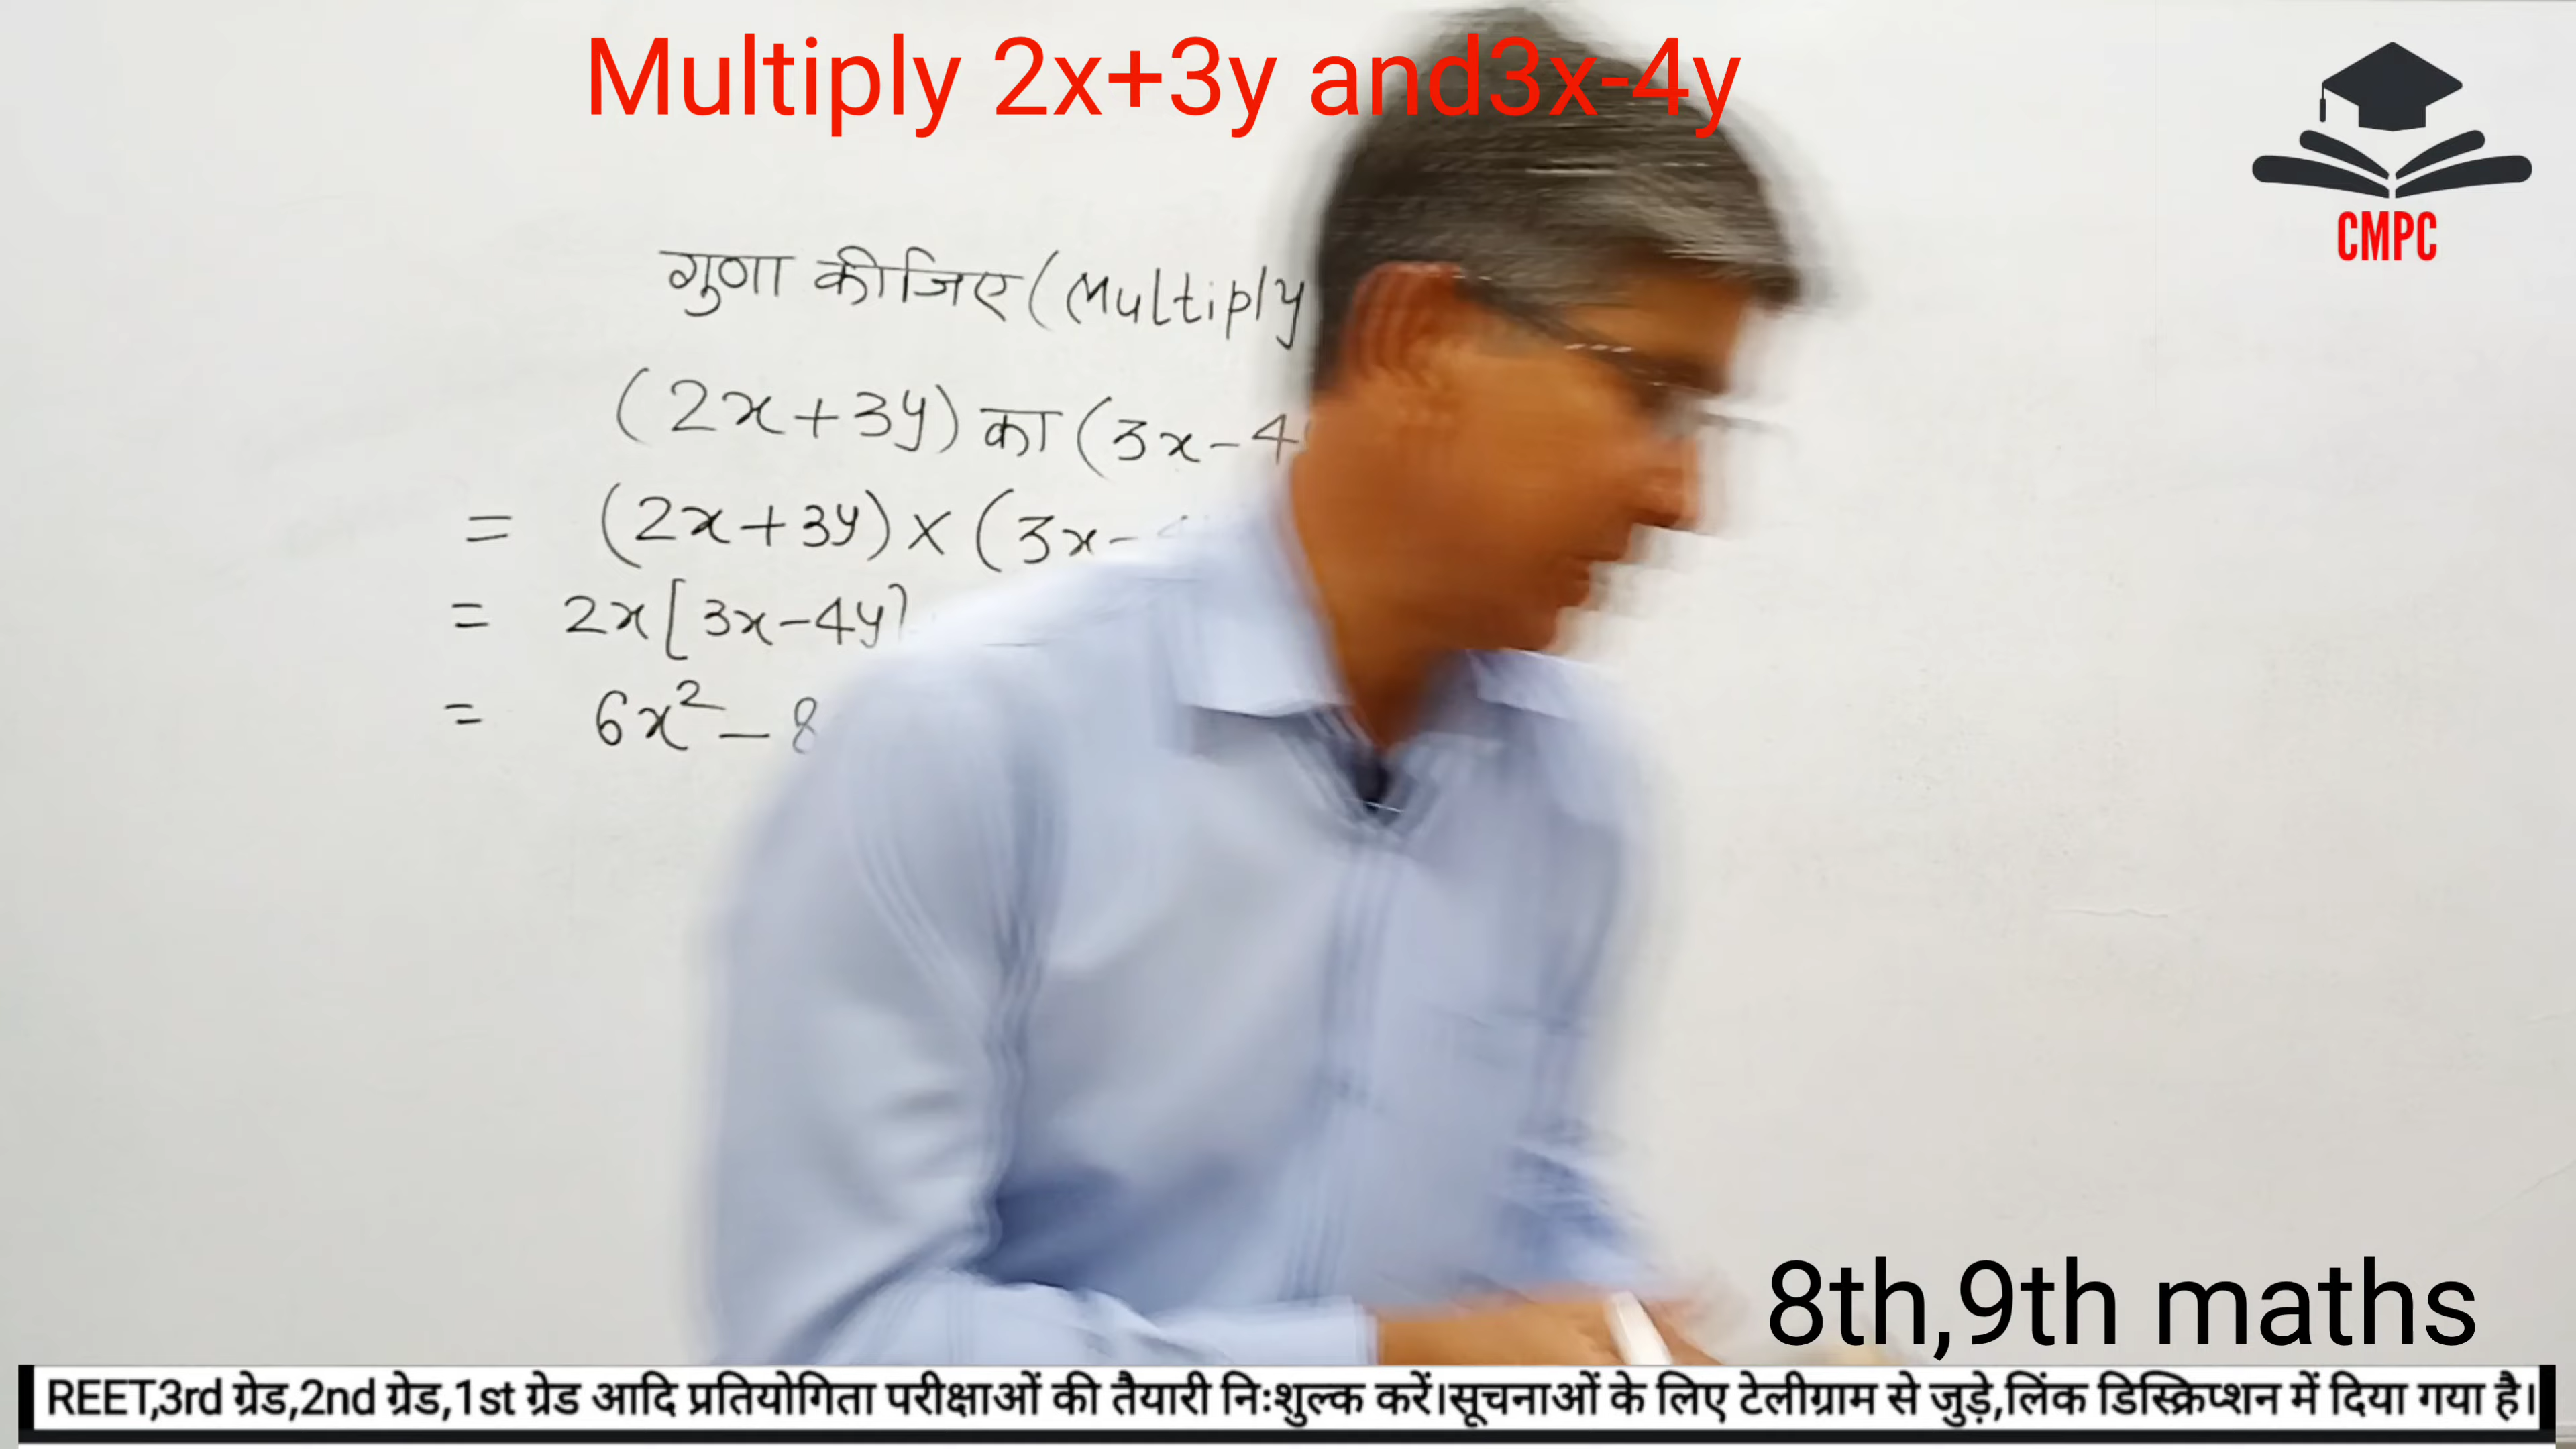 Multiply 2x+3y and3x-4y
CMPC
गुणा कीजिए (Multiply
(2x+3y) का (3x-4
= (2x+3y) × (3x-
= 2x[3x-4y]
= 6x²-8
8th,9th maths
REET,3rd ग्रेड,2nd ग्रेड,1st ग्रेड आदि प्रतियोगिता परीक्षाओं की तैयारी निःशुल्क करें।सूचनाओं के लिए टेलीग्राम से जुड़े,लिंक डिस्क्रिप्शन में दिया गया है।